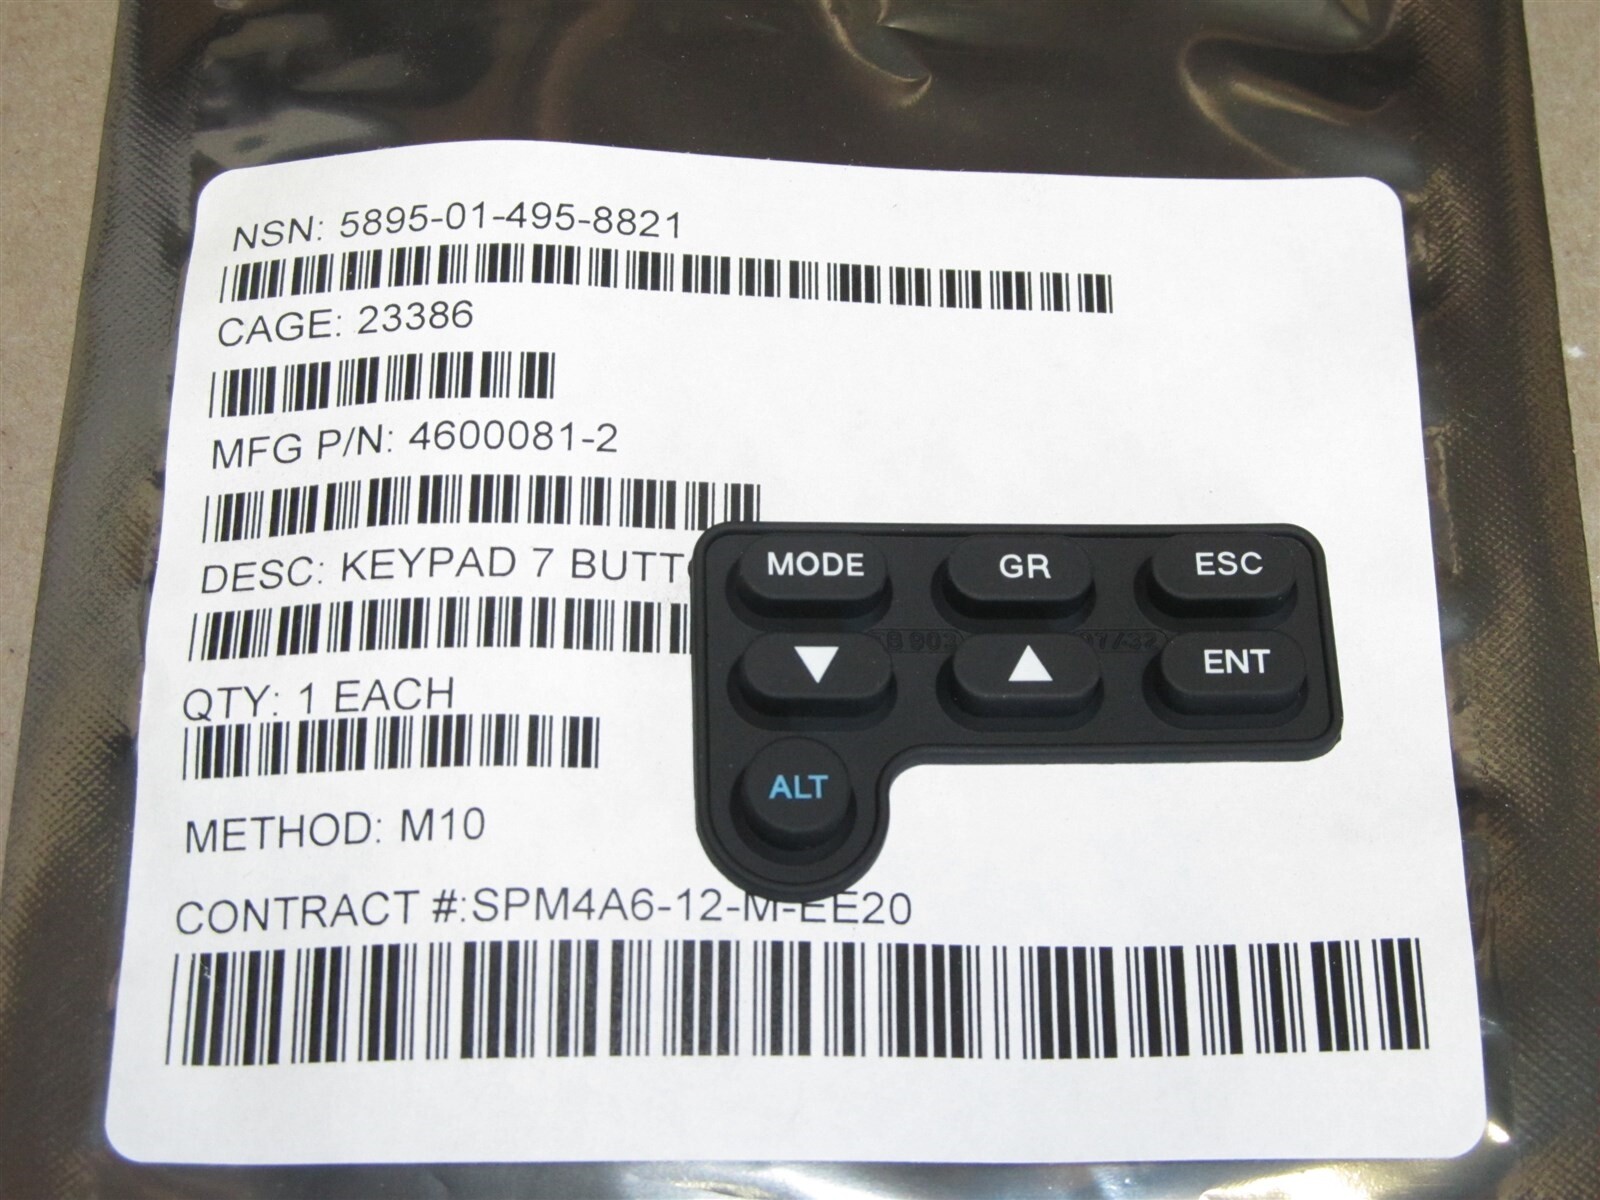 NSN: 5895-01-495-8821
CAGE: 23386
MFG P/N: 4600081-2
DESC: KEYPAD 7 BUTT
QTY: 1 EACH
METHOD: M10
CONTRACT #:SPM4A6-12-M-EE20
MODE GR ESC
▼ ▲ ENT
ALT